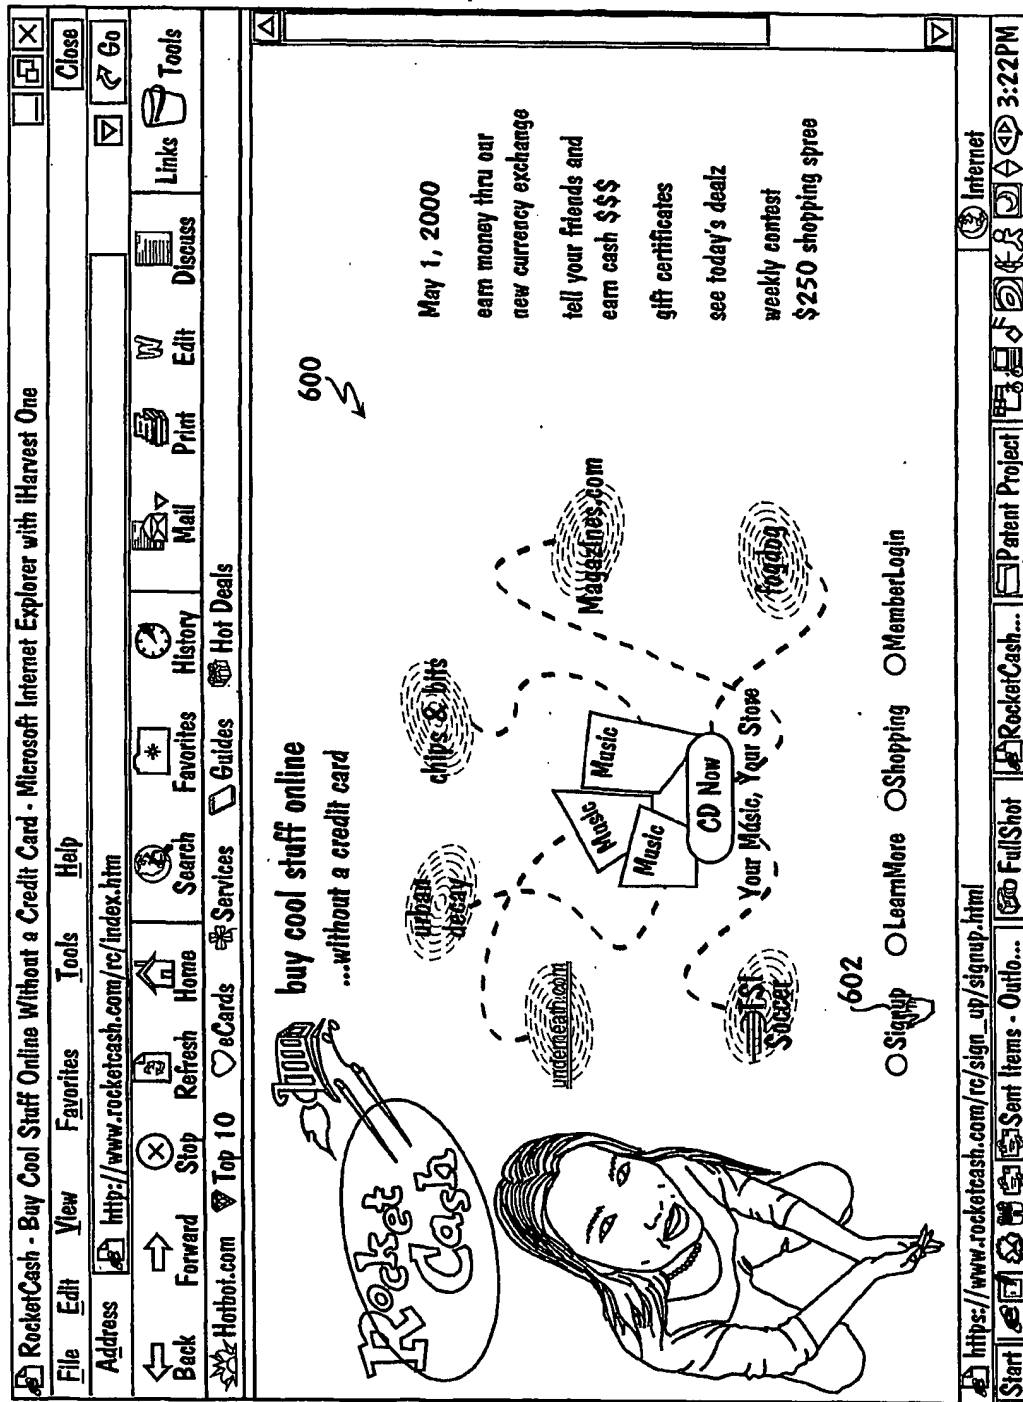 RocketCash - Buy Cool Stuff Online Without a Credit Card - Microsoft Internet Explorer with iHarvest One
File Edit View Favorites Tools Help Close
Address http://www.rocketcash.com/rc/index.htm Go
Back Forward Stop Refresh Home Search Favorites History Mail Print Edit Discuss Links Tools
Hotbot.com Top 10 eCards Services Guides Hot Deals
Rocket
Cash
buy cool stuff online
...without a credit card
600
May 1, 2000
earn money thru our
new currency exchange
tell your friends and
earn cash $$$
gift certificates
see today's dealz
weekly contest
$250 shopping spree
urban
decay
chips & bits
underneath.com
Magazines.com
Music
Music
Music
CD Now
Your Music, Your Store
TSI
Soccer
fogdog
602
Signup LearnMore Shopping MemberLogin
https://www.rocketcash.com/rc/sign_up/signup.html Internet
Start Sent Items - Outlo... FullShot RocketCash... Patent Project 3:22PM